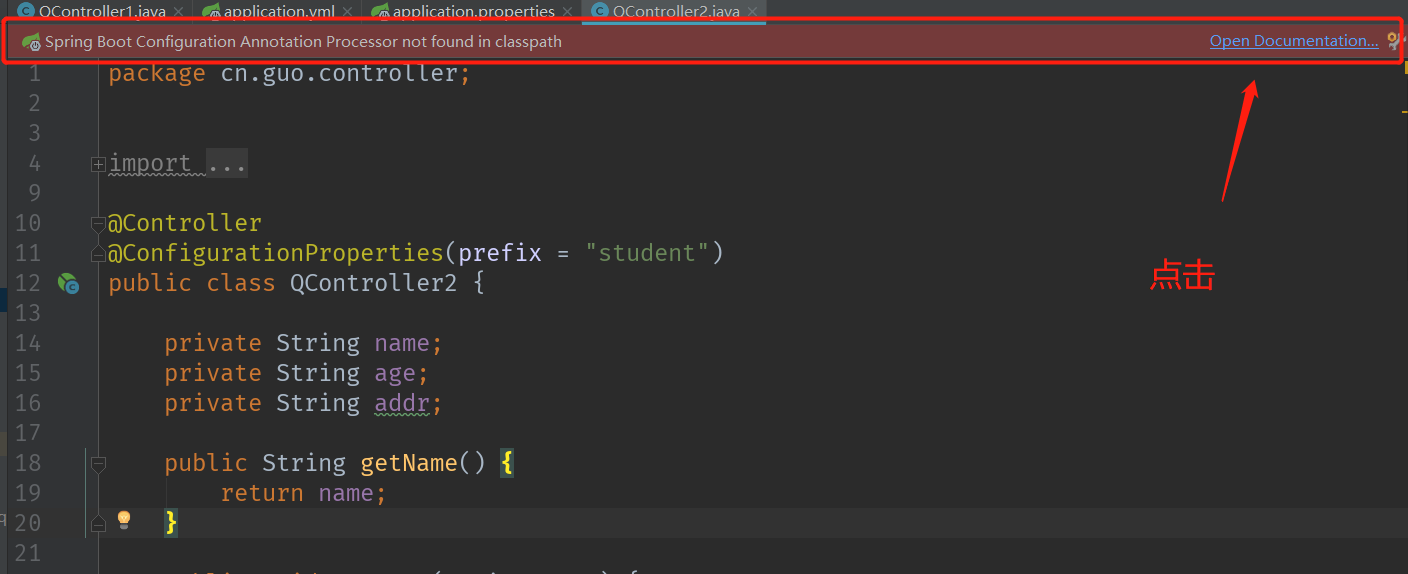 QController1.java × application.yml × application.properties × QController2.java ×
Spring Boot Configuration Annotation Processor not found in classpath Open Documentation...
1 package cn.guo.controller;
2
3
4 import ...
9
10 @Controller
11 @ConfigurationProperties(prefix = "student")
点击
12 public class QController2 {
13
14 private String name;
15 private String age;
16 private String addr;
17
18 public String getName() {
19 return name;
20 }
21